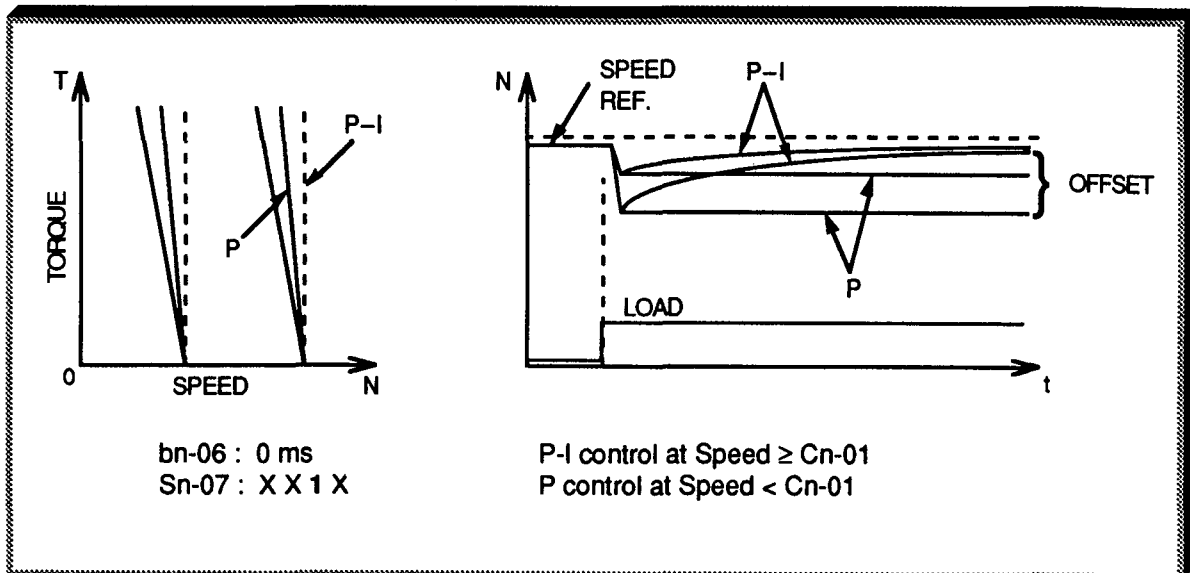 T
TORQUE
P
P–I
0
SPEED
N
bn-06 : 0 ms
Sn-07 : X X 1 X
N
SPEED
REF.
P–I
OFFSET
P
LOAD
t
P-I control at Speed ≥ Cn-01
P control at Speed < Cn-01